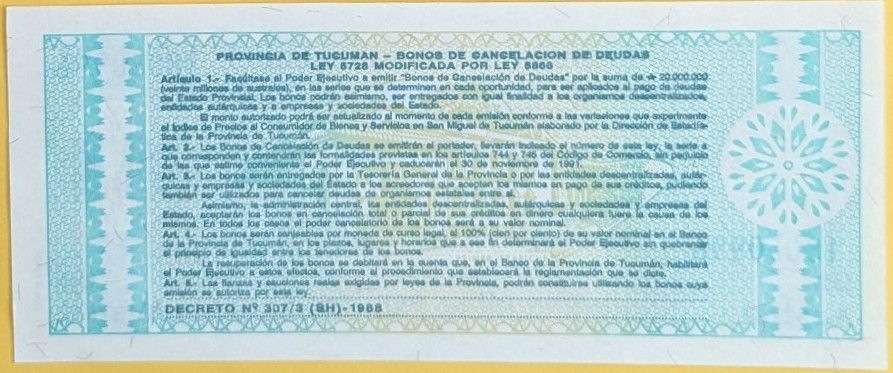 PROVINCIA DE TUCUMAN - BONOS DE CANCELACION DE DEUDAS
LEY 5728 MODIFICADA POR LEY 5868
Artículo 1.- Facúltase al Poder Ejecutivo a emitir "Bonos de Cancelación de Deudas" por la suma de ₳ 20.000.000
(veinte millones de australes), en las series que se determinen en cada oportunidad, para ser aplicados al pago de deudas
del Estado Provincial. Los bonos podrán asimismo, ser entregados con igual finalidad a los organismos descentralizados,
entidades autárquicas y a empresas y sociedades del Estado.
El monto autorizado podrá ser actualizado al momento de cada emisión conforme a las variaciones que experimente
el Indice de Precios al Consumidor de Bienes y Servicios en San Miguel de Tucumán elaborado por la Dirección de Estadís-
tica de la Provincia de Tucumán.
Art. 2.- Los Bonos de Cancelación de Deudas se emitirán al portador, llevarán indicado el número de esta ley, la serie a
que correspondan y contendrán las formalidades previstas en los artículos 744 y 745 del Código de Comercio, sin perjuicio
de las que estime conveniente el Poder Ejecutivo y caducarán el 30 de noviembre de 1991.
Art. 3.- Los bonos serán entregados por la Tesorería General de la Provincia o por las entidades descentralizadas, autár-
quicas y empresas y sociedades del Estado a los acreedores que acepten los mismos en pago de sus créditos, pudiendo
también ser utilizados para cancelar deudas de organismos estatales entre sí.
Asimismo, la administración central, los entidades descentralizadas, autárquicas y sociedades y empresas del
Estado, aceptarán los bonos en cancelación total o parcial de sus créditos en dinero cualquiera fuere la causa de los
mismos. En todos los casos el poder cancelatorio de los bonos será a su valor nominal.
Art. 4.- Los bonos serán canjeables por moneda de curso legal, al 100% (cien por ciento) de su valor nominal en el Banco
de la Provincia de Tucumán, en los plazos, lugares y horarios que a ese fin determinará el Poder Ejecutivo sin quebrantar
el principio de igualdad entre los tenedores de los bonos.
La recuperación de los bonos se debitará en la cuenta que, en el Banco de la Provincia de Tucumán, habilitará
el Poder Ejecutivo a estos efectos, conforme al procedimiento que establecerá la reglamentación que se dicte.
Art. 5.- Las fianzas y cauciones reales exigidas por leyes de la Provincia, podrán constituirse utilizando los bonos cuya
emisión se autoriza por esta ley.
DECRETO Nº 307/3 (SH)-1988